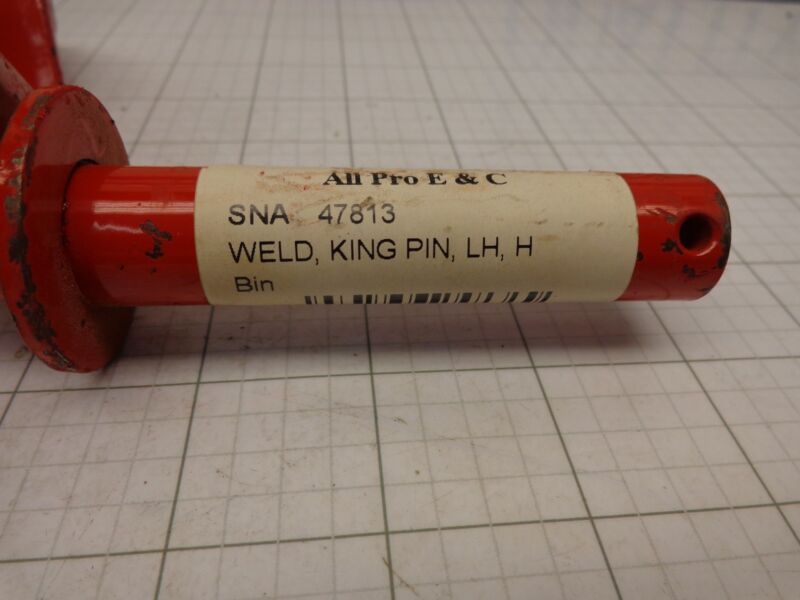 All Pro E & C
SNA 47813
WELD, KING PIN, LH, H
Bin